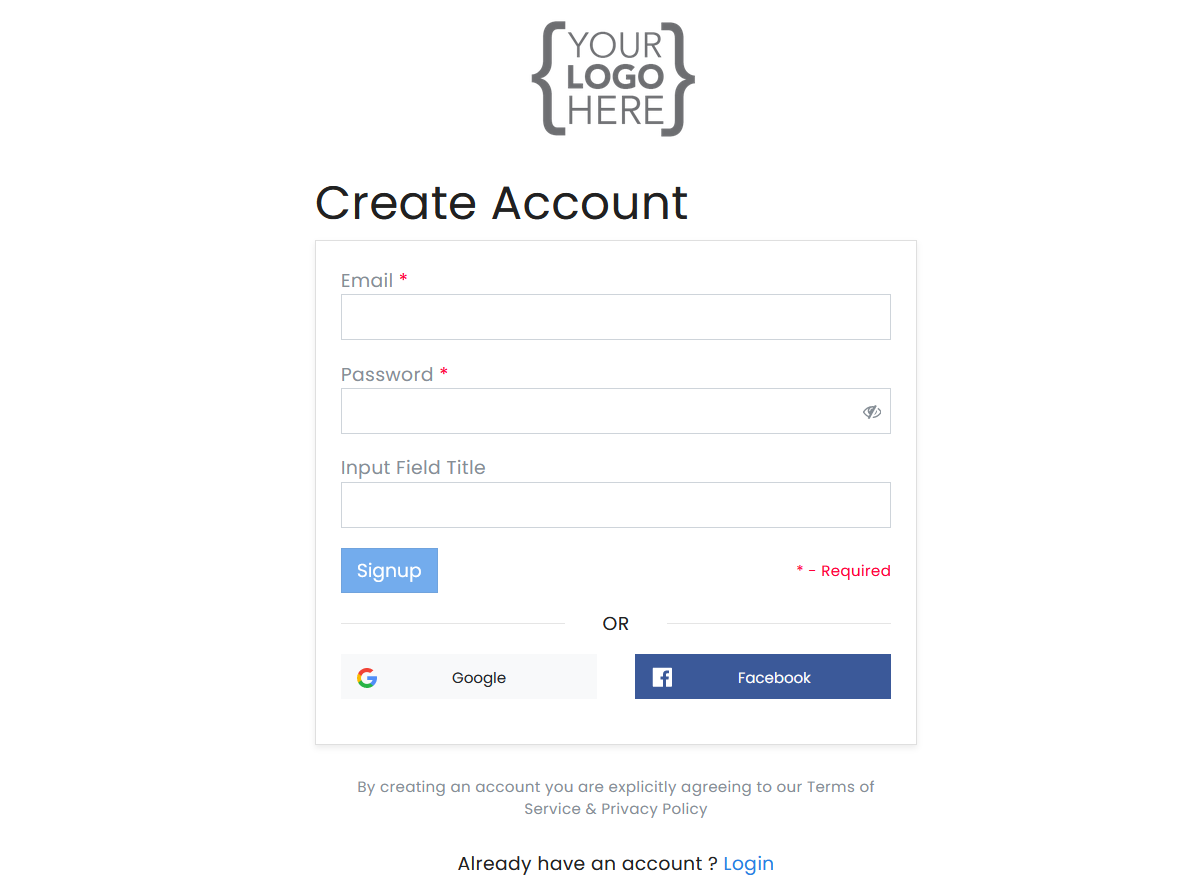 YOUR
LOGO
HERE
Create Account
Email *
Password *
Input Field Title
Signup
* - Required
OR
Google
Facebook
By creating an account you are explicitly agreeing to our Terms of
Service & Privacy Policy
Already have an account ? Login